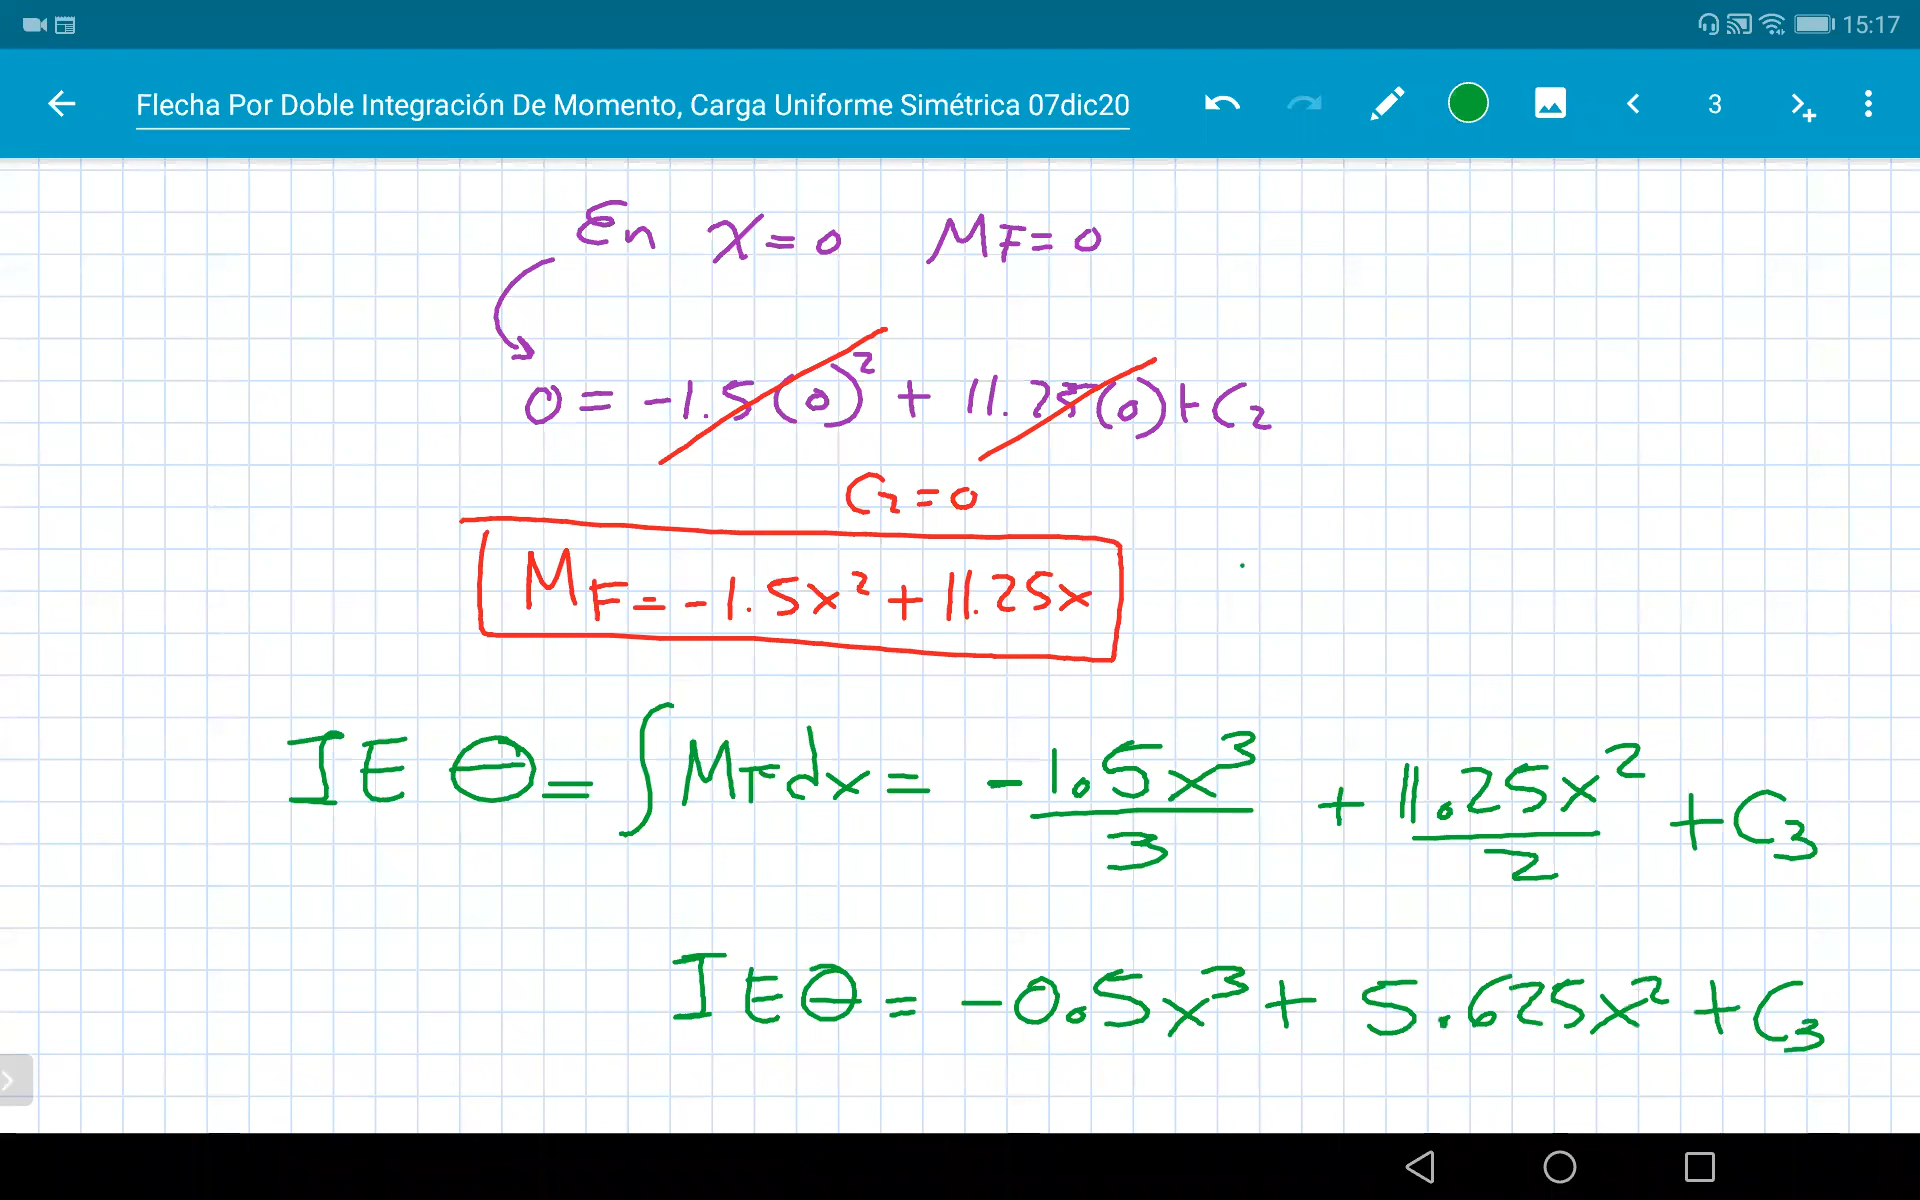 15:17
Flecha Por Doble Integración De Momento, Carga Uniforme Simétrica 07dic20 3
En x=0 MF=0
0 = -1.5(0)² + 11.25(0)+C₂
C₂=0
MF = -1.5x² + 11.25x
IE Θ = ∫ MF dx = -1.5x³/3 + 11.25x²/2 + C₃
IEΘ = -0.5x³ + 5.625x² + C₃